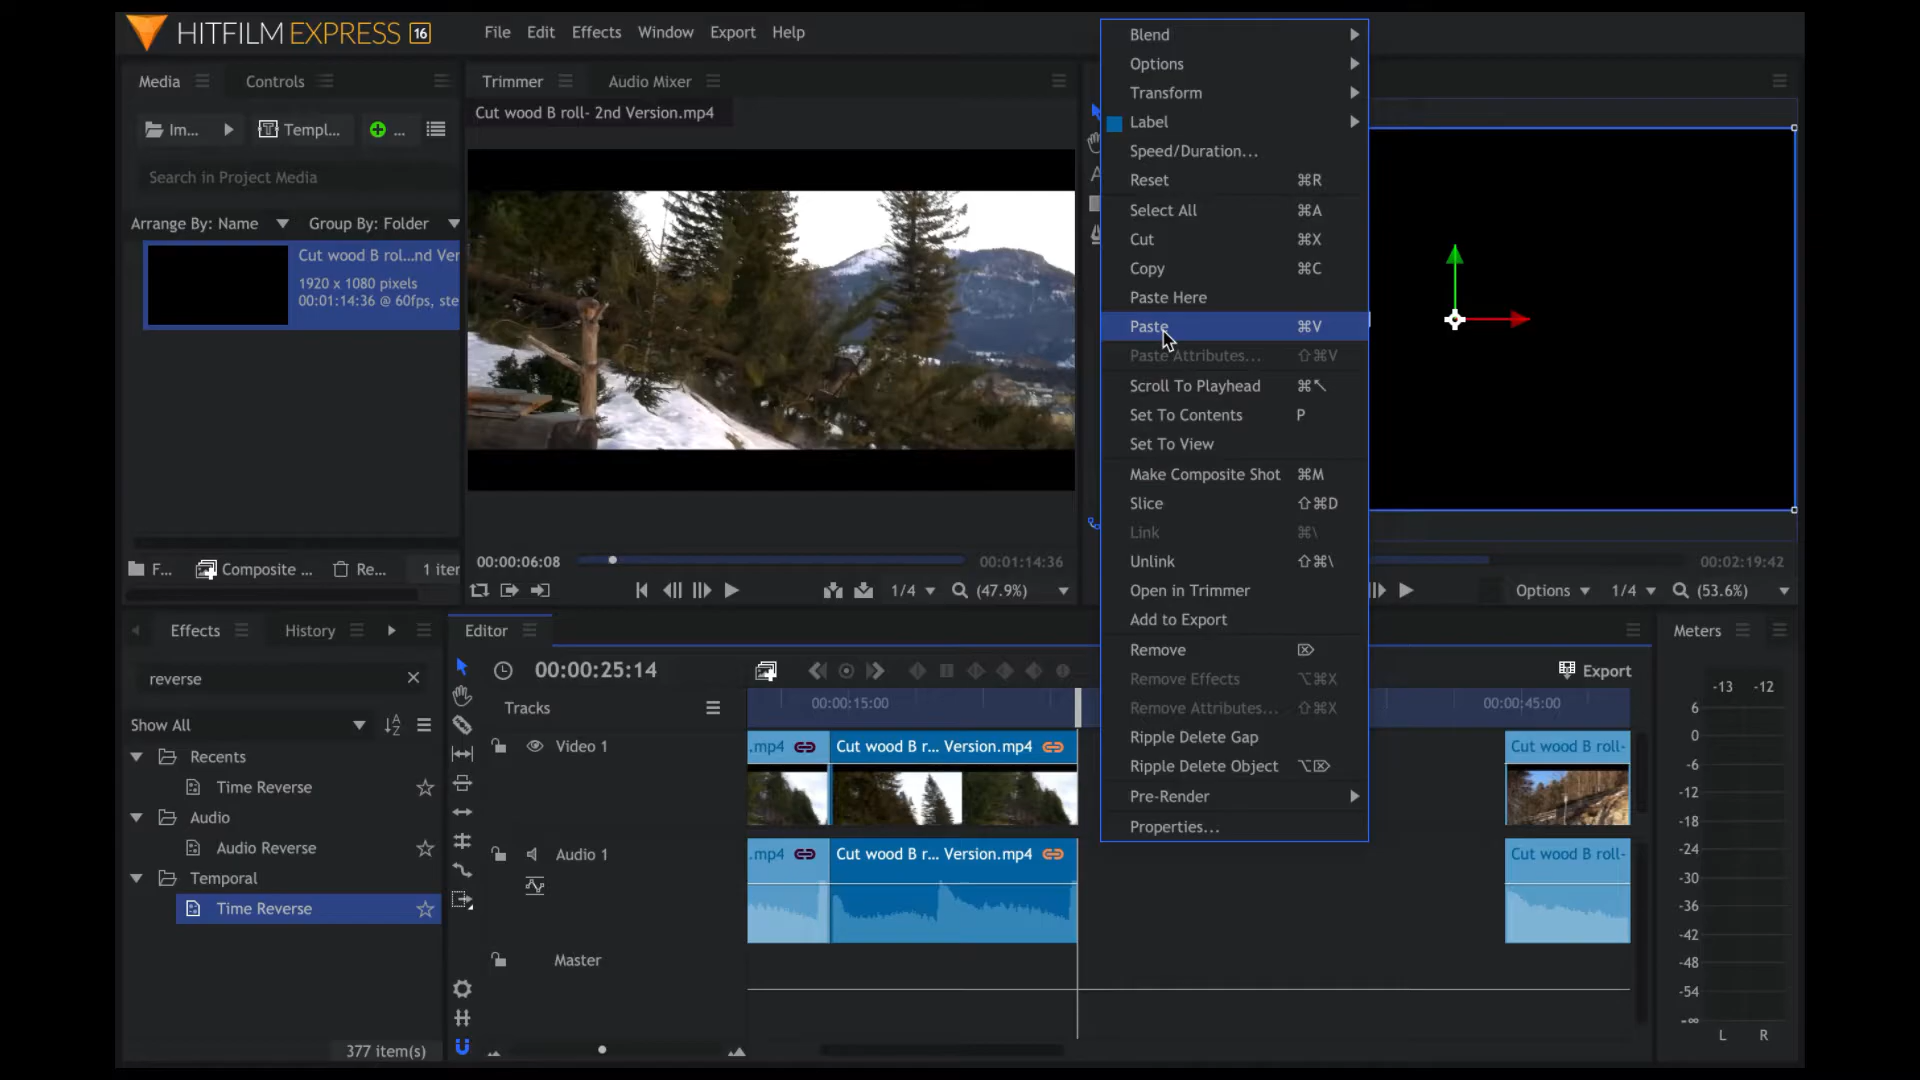 HITFILM EXPRESS 16
File Edit Effects Window Export Help
Media Controls
Im... Templ... ...
Search in Project Media
Arrange By: Name Group By: Folder
Cut wood B rol...nd Ver
1920 x 1080 pixels
00:01:14:36 @ 60fps, ste
F... Composite ... Re... 1 iter
Trimmer Audio Mixer
Cut wood B roll- 2nd Version.mp4
00:00:06:08 00:01:14:36
1/4 (47.9%)
Blend
Options
Transform
Label
Speed/Duration...
Reset ⌘R
Select All ⌘A
Cut ⌘X
Copy ⌘C
Paste Here
Paste ⌘V
Paste Attributes... ⇧⌘V
Scroll To Playhead ⌘↖
Set To Contents P
Set To View
Make Composite Shot ⌘M
Slice ⇧⌘D
Link ⌘\
Unlink ⇧⌘\
Open in Trimmer
Add to Export
Remove ⌦
Remove Effects ⌥⌘X
Remove Attributes... ⇧⌘X
Ripple Delete Gap
Ripple Delete Object ⌥⌦
Pre-Render
Properties...
00:02:19:42
Options 1/4 (53.6%)
Effects History
reverse
Show All
Recents
Time Reverse
Audio
Audio Reverse
Temporal
Time Reverse
377 item(s)
Editor
00:00:25:14 Export
Tracks 00:00:15:00 00:00:45:00
Video 1 .mp4 Cut wood B r... Version.mp4 Cut wood B roll-
Audio 1 .mp4 Cut wood B r... Version.mp4 Cut wood B roll-
Master
Meters
-13 -12
6
0
-6
-12
-18
-24
-30
-36
-42
-48
-54
-∞
L R